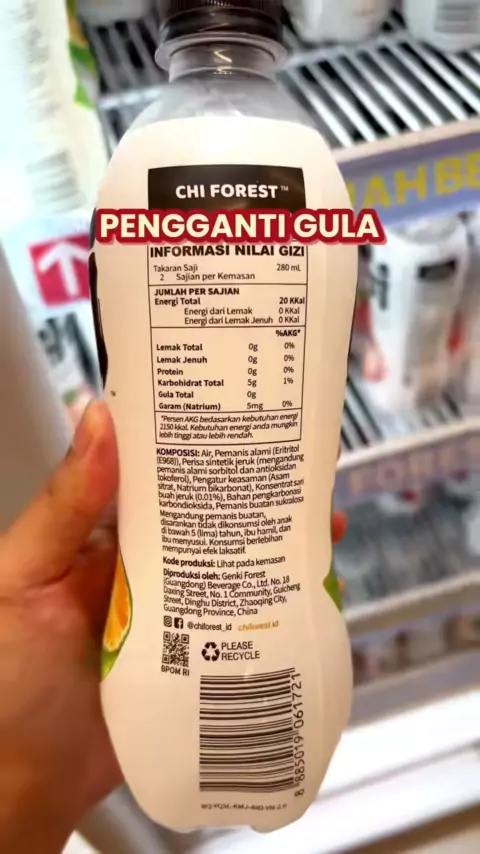 CHI FOREST™
PENGGANTI GULA
INFORMASI NILAI GIZI
Takaran Saji 280 mL
2 Sajian per Kemasan
JUMLAH PER SAJIAN
Energi Total 20 KKal
Energi dari Lemak 0 KKal
Energi dari Lemak Jenuh 0 KKal
%AKG*
Lemak Total 0g 0%
Lemak Jenuh 0g 0%
Protein 0g 0%
Karbohidrat Total 5g 1%
Gula Total 0g
Garam (Natrium) 5mg 0%
*Persen AKG bedasarkan kebutuhan energi
2150 kkal. Kebutuhan energi anda mungkin
lebih tinggi atau lebih rendah.
KOMPOSISI: Air, Pemanis alami (Eritritol
(E968)), Perisa sintetik jeruk (mengandung
pemanis alami sorbitol dan antioksidan
tokoferol), Pengatur keasaman (Asam
sitrat, Natrium bikarbonat), Konsentrat sari
buah jeruk (0.01%), Bahan pengkarbonasi
karbondioksida, Pemanis buatan sukralosa
Mengandung pemanis buatan,
disarankan tidak dikonsumsi oleh anak
di bawah 5 (lima) tahun, ibu hamil, dan
ibu menyusui. Konsumsi berlebihan
mempunyai efek laksatif.
Kode produksi: Lihat pada kemasan
Diproduksi oleh: Genki Forest
(Guangdong) Beverage Co., Ltd. No. 18
Daxing Street, No. 1 Community, Guicheng
Street, Dinghu District, Zhaoqing City,
Guangdong Province, China
@chiforest_id chiforest.id
PLEASE
RECYCLE
BPOM RI
8 885019 061721
AH BE